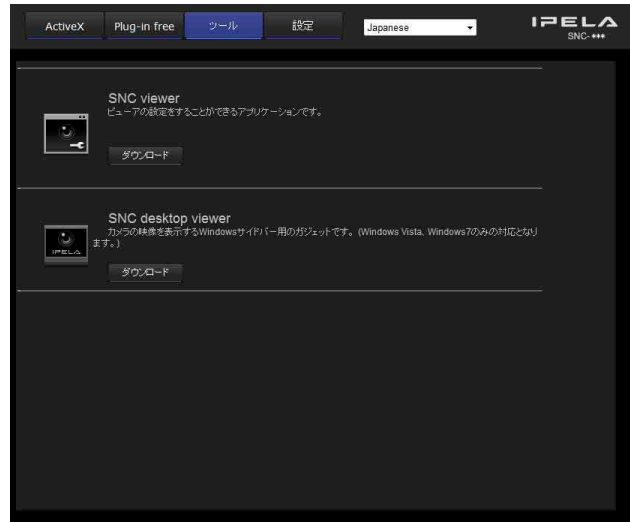 ActiveX Plug-in free ツール 設定 Japanese IPELA
SNC-***
SNC viewer
ビューアの設定をすることができるアプリケーションです。
ダウンロード
SNC desktop viewer
カメラの映像を表示するWindowsサイドバー用のガジェットです。(Windows Vista, Windows7のみの対応となり
ます。)
IPELA
ダウンロード